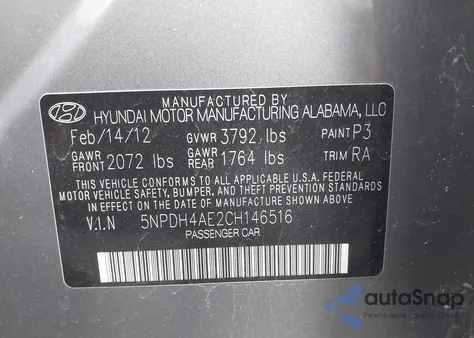 MANUFACTURED BY
HYUNDAI MOTOR MANUFACTURING ALABAMA, LLC
Feb/14/12 GVWR 3792 lbs PAINT P3
GAWR FRONT 2072 lbs GAWR REAR 1764 lbs TRIM RA
THIS VEHICLE CONFORMS TO ALL APPLICABLE U.S.A. FEDERAL
MOTOR VEHICLE SAFETY, BUMPER, AND THEFT PREVENTION
STANDARDS IN EFFECT ON THE DATE OF MANUFACTURE SHOWN ABOVE.
V.I.N 5NPDH4AE2CH146516
PASSENGER CAR
autoSnap